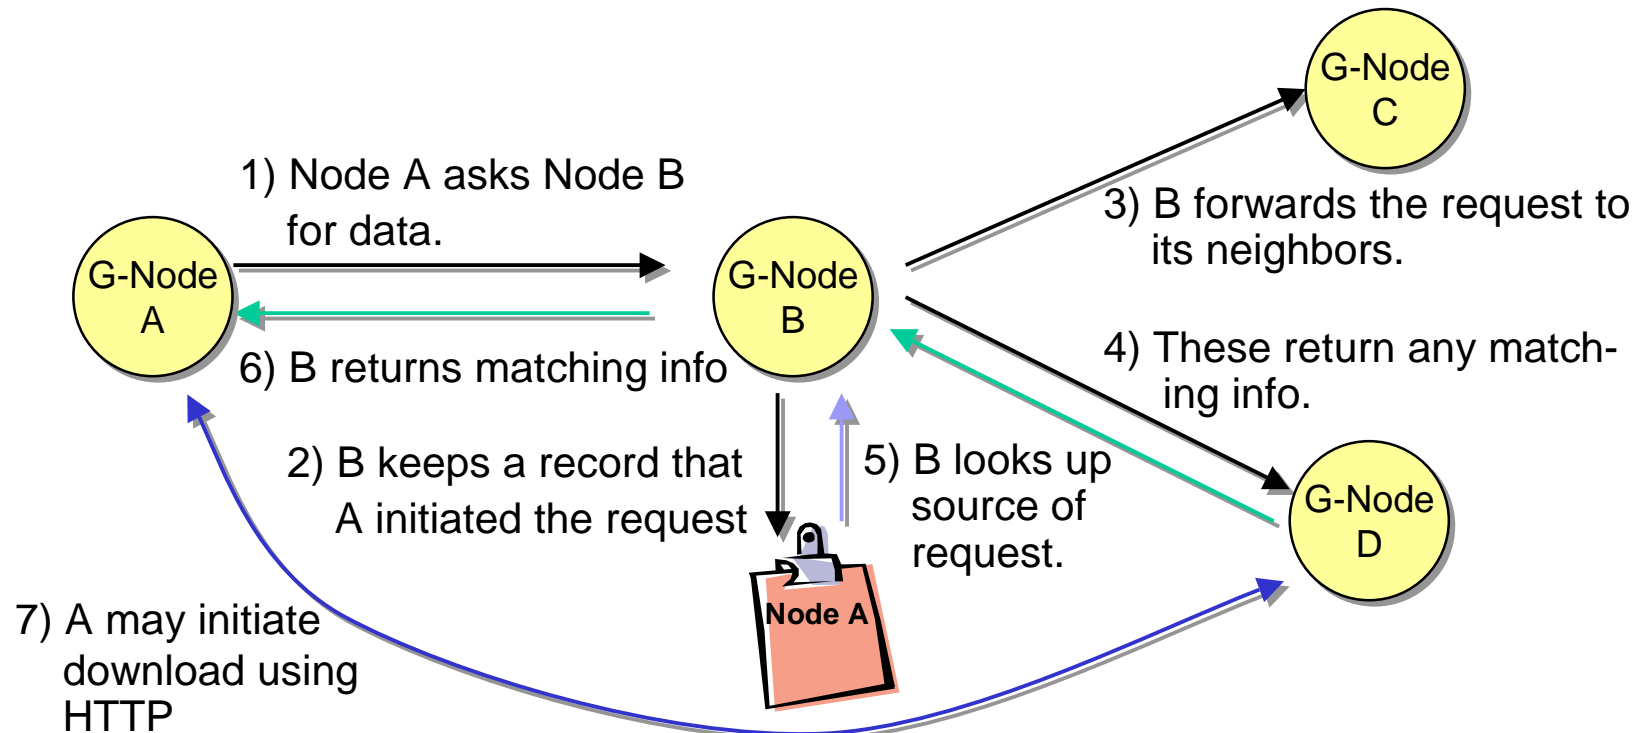 G-Node
C
1) Node A asks Node B
for data.
3) B forwards the request to
its neighbors.
G-Node
A
G-Node
B
6) B returns matching info
4) These return any match-
ing info.
2) B keeps a record that
A initiated the request
5) B looks up
source of
request.
G-Node
D
Node A
7) A may initiate
download using
HTTP